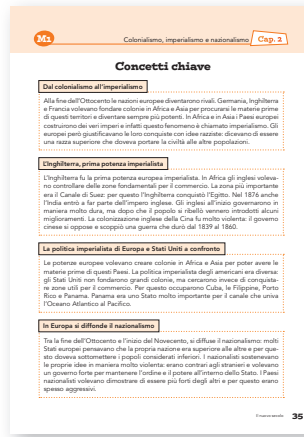 M1
Colonialismo, imperialismo e nazionalismo
Cap. 2
Concetti chiave
Dal colonialismo all'imperialismo
Alla fine dell'Ottocento le nazioni europee diventarono rivali. Germania, Inghilterra
e Francia volevano fondare colonie in Africa e Asia per procurare le materie prime
di questi territori e diventare sempre più potenti. In Africa e in Asia i Paesi europei
costruirono dei veri imperi e infatti questo fenomeno è chiamato imperialismo. Gli
europei però giustificavano le loro conquiste con idee razziste: dicevano di essere
una razza superiore che doveva portare la civiltà alle altre popolazioni.
L'Inghilterra, prima potenza imperialista
L'Inghilterra fu la prima potenza europea imperialista. In Africa gli inglesi voleva-
no controllare delle zone fondamentali per il commercio. La zona più importante
era il Canale di Suez: per questo l'Inghilterra conquistò l'Egitto. Nel 1876 anche
l'India entrò a far parte dell'impero inglese. Gli inglesi all'inizio governarono in
maniera molto dura, ma dopo che il popolo si ribellò vennero introdotti alcuni
miglioramenti. La colonizzazione inglese della Cina fu molto violenta: il governo
cinese si oppose e scoppiò una guerra che durò dal 1839 al 1860.
La politica imperialista di Europa e Stati Uniti a confronto
Le potenze europee volevano creare colonie in Africa e Asia per poter avere le
materie prime di questi Paesi. La politica imperialista degli americani era diversa:
gli Stati Uniti non fondarono grandi colonie, ma cercarono invece di conquista-
re zone utili per il commercio. Per questo occuparono Cuba, le Filippine, Porto
Rico e Panama. Panama era uno Stato molto importante per il canale che univa
l'Oceano Atlantico al Pacifico.
In Europa si diffonde il nazionalismo
Tra la fine dell'Ottocento e l'inizio del Novecento, si diffuse il nazionalismo: molti
Stati europei pensavano che la propria nazione era superiore alle altre e per que-
sto doveva sottomettere i popoli considerati inferiori. I nazionalisti sostenevano
le proprie idee in maniera molto violenta: erano contrari agli stranieri e volevano
un governo forte per mantenere l'ordine e il potere all'interno dello Stato. I Paesi
nazionalisti volevano dimostrare di essere più forti degli altri e per questo erano
spesso aggressivi.
Il nuovo secolo 35